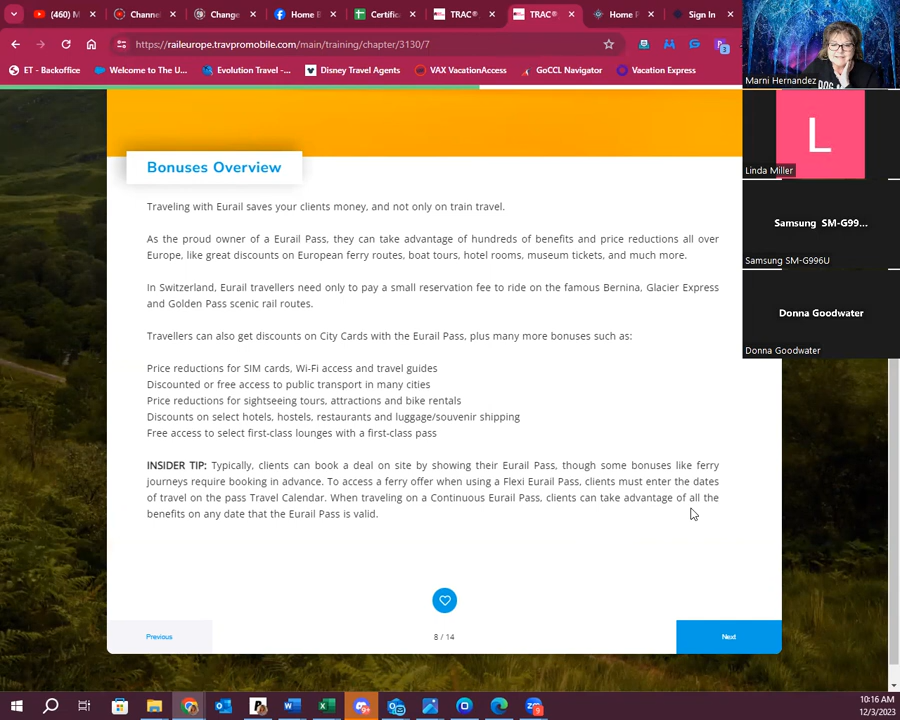 (460) M
Channel
Change
Home B
Certifica
TRAC®
TRAC®
Home P
Sign In
https://raileurope.travpromobile.com/main/training/chapter/3130/7
3
ET - Backoffice
Welcome to The U...
Evolution Travel -...
Disney Travel Agents
VAX VacationAccess
GoCCL Navigator
Vacation Express
Marni Hernandez
L
Linda Miller
Samsung SM-G99...
Samsung SM-G996U
Donna Goodwater
Donna Goodwater
Bonuses Overview
Traveling with Eurail saves your clients money, and not only on train travel.
As the proud owner of a Eurail Pass, they can take advantage of hundreds of benefits and price reductions all over
Europe, like great discounts on European ferry routes, boat tours, hotel rooms, museum tickets, and much more.
In Switzerland, Eurail travellers need only to pay a small reservation fee to ride on the famous Bernina, Glacier Express
and Golden Pass scenic rail routes.
Travellers can also get discounts on City Cards with the Eurail Pass, plus many more bonuses such as:
Price reductions for SIM cards, Wi-Fi access and travel guides
Discounted or free access to public transport in many cities
Price reductions for sightseeing tours, attractions and bike rentals
Discounts on select hotels, hostels, restaurants and luggage/souvenir shipping
Free access to select first-class lounges with a first-class pass
INSIDER TIP: Typically, clients can book a deal on site by showing their Eurail Pass, though some bonuses like ferry
journeys require booking in advance. To access a ferry offer when using a Flexi Eurail Pass, clients must enter the dates
of travel on the pass Travel Calendar. When traveling on a Continuous Eurail Pass, clients can take advantage of all the
benefits on any date that the Eurail Pass is valid.
Previous
8 / 14
Next
10:16 AM
12/3/2023